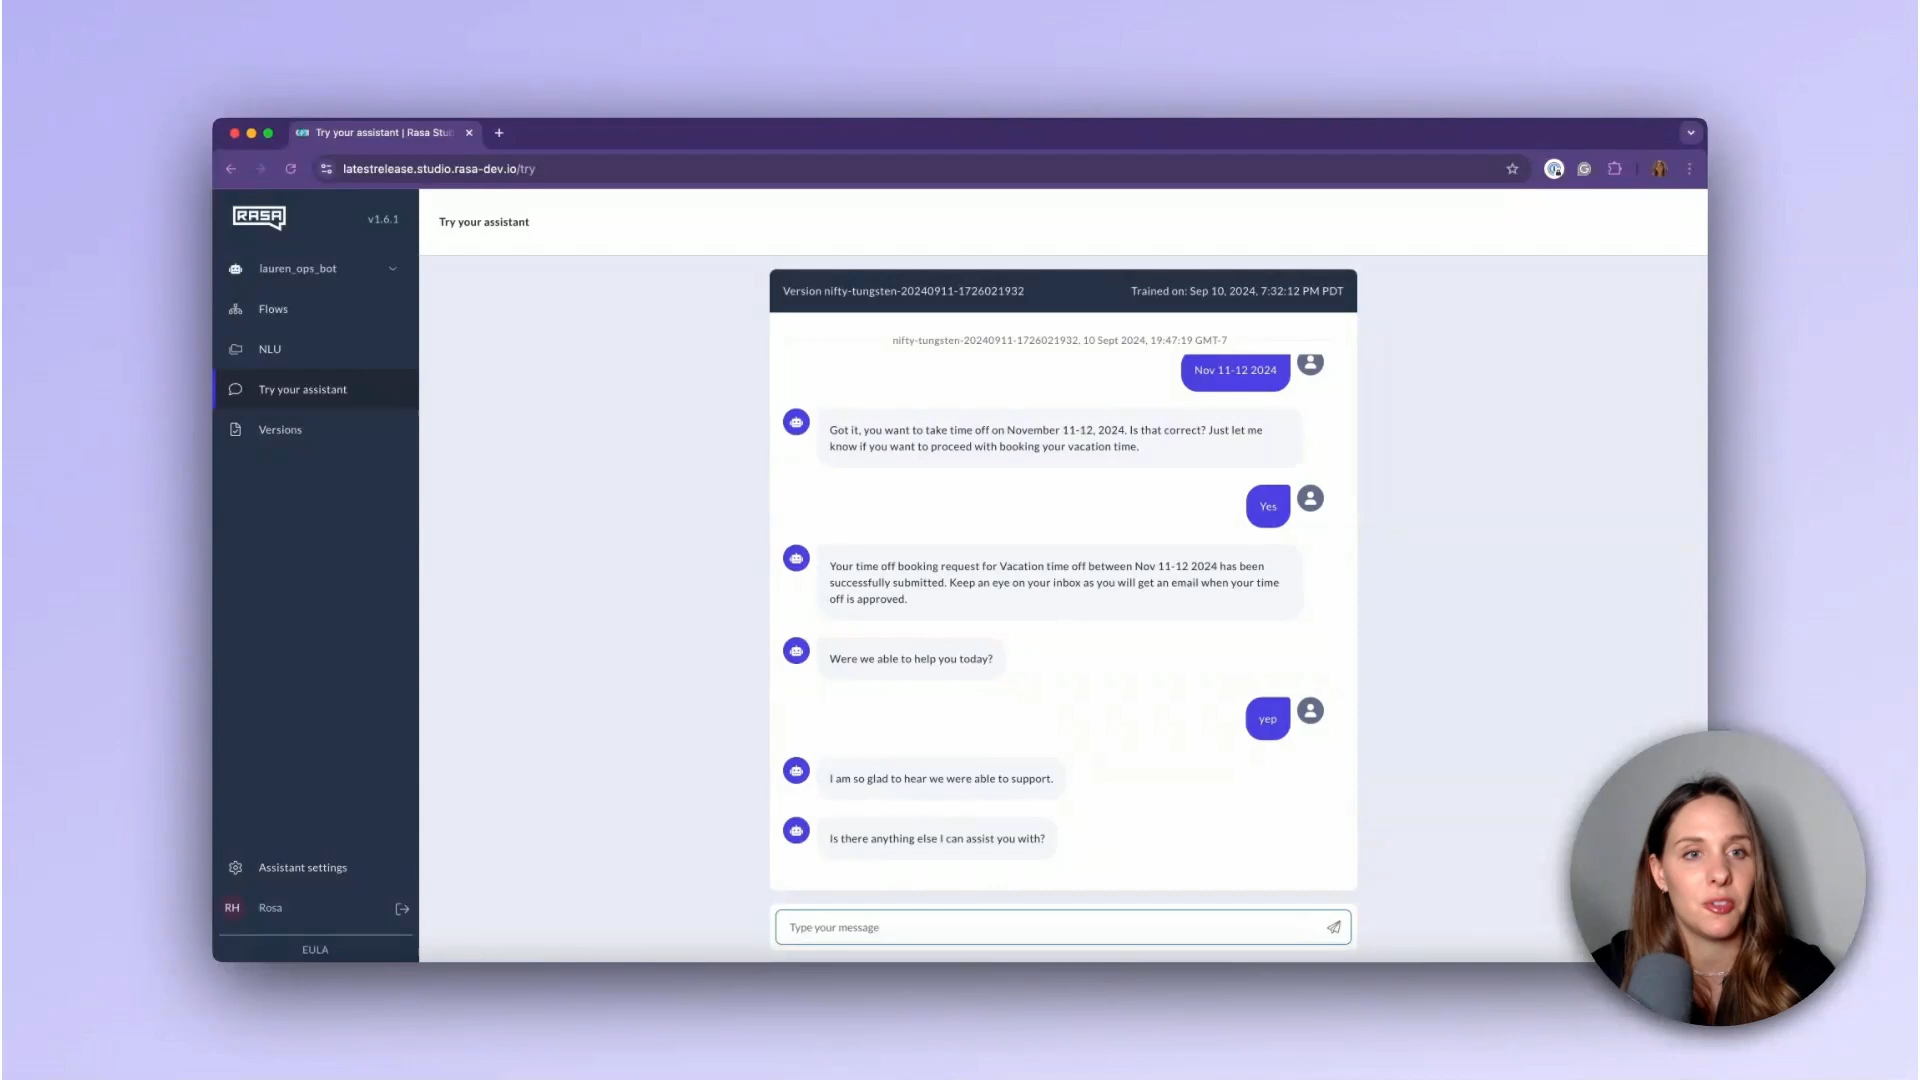 Try your assistant | Rasa Stu
latestrelease.studio.rasa-dev.io/try
RASA
v1.6.1
Try your assistant
lauren_ops_bot
Flows
NLU
Try your assistant
Versions
Version nifty-tungsten-20240911-1726021932
Trained on: Sep 10, 2024, 7:32:12 PM PDT
nifty-tungsten-20240911-1726021932, 10 Sept 2024, 19:47:19 GMT-7
Nov 11-12 2024
Got it, you want to take time off on November 11-12, 2024. Is that correct? Just let me
know if you want to proceed with booking your vacation time.
Yes
Your time off booking request for Vacation time off between Nov 11-12 2024 has been
successfully submitted. Keep an eye on your inbox as you will get an email when your time
off is approved.
Were we able to help you today?
yep
I am so glad to hear we were able to support.
Is there anything else I can assist you with?
Type your message
Assistant settings
RH
Rosa
EULA